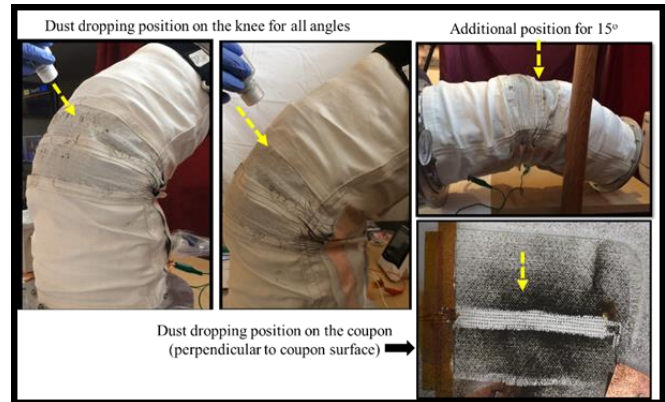 Dust dropping position on the knee for all angles
Additional position for 15°
Dust dropping position on the coupon
(perpendicular to coupon surface)